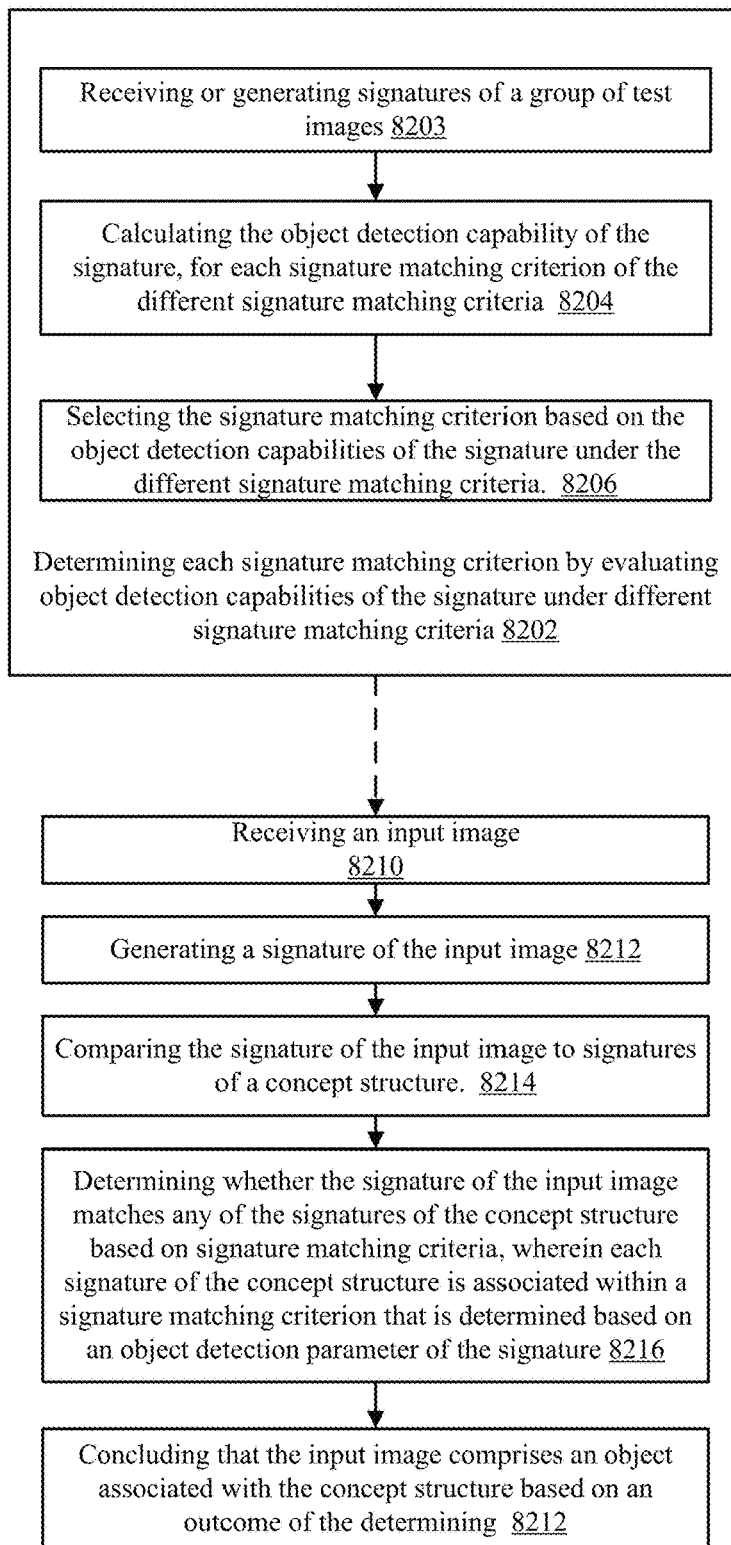 Receiving or generating signatures of a group of test
images 8203
Calculating the object detection capability of the
signature, for each signature matching criterion of the
different signature matching criteria 8204
Selecting the signature matching criterion based on the
object detection capabilities of the signature under the
different signature matching criteria. 8206
Determining each signature matching criterion by evaluating
object detection capabilities of the signature under different
signature matching criteria 8202
Receiving an input image
8210
Generating a signature of the input image 8212
Comparing the signature of the input image to signatures
of a concept structure. 8214
Determining whether the signature of the input image
matches any of the signatures of the concept structure
based on signature matching criteria, wherein each
signature of the concept structure is associated within a
signature matching criterion that is determined based on
an object detection parameter of the signature 8216
Concluding that the input image comprises an object
associated with the concept structure based on an
outcome of the determining 8212